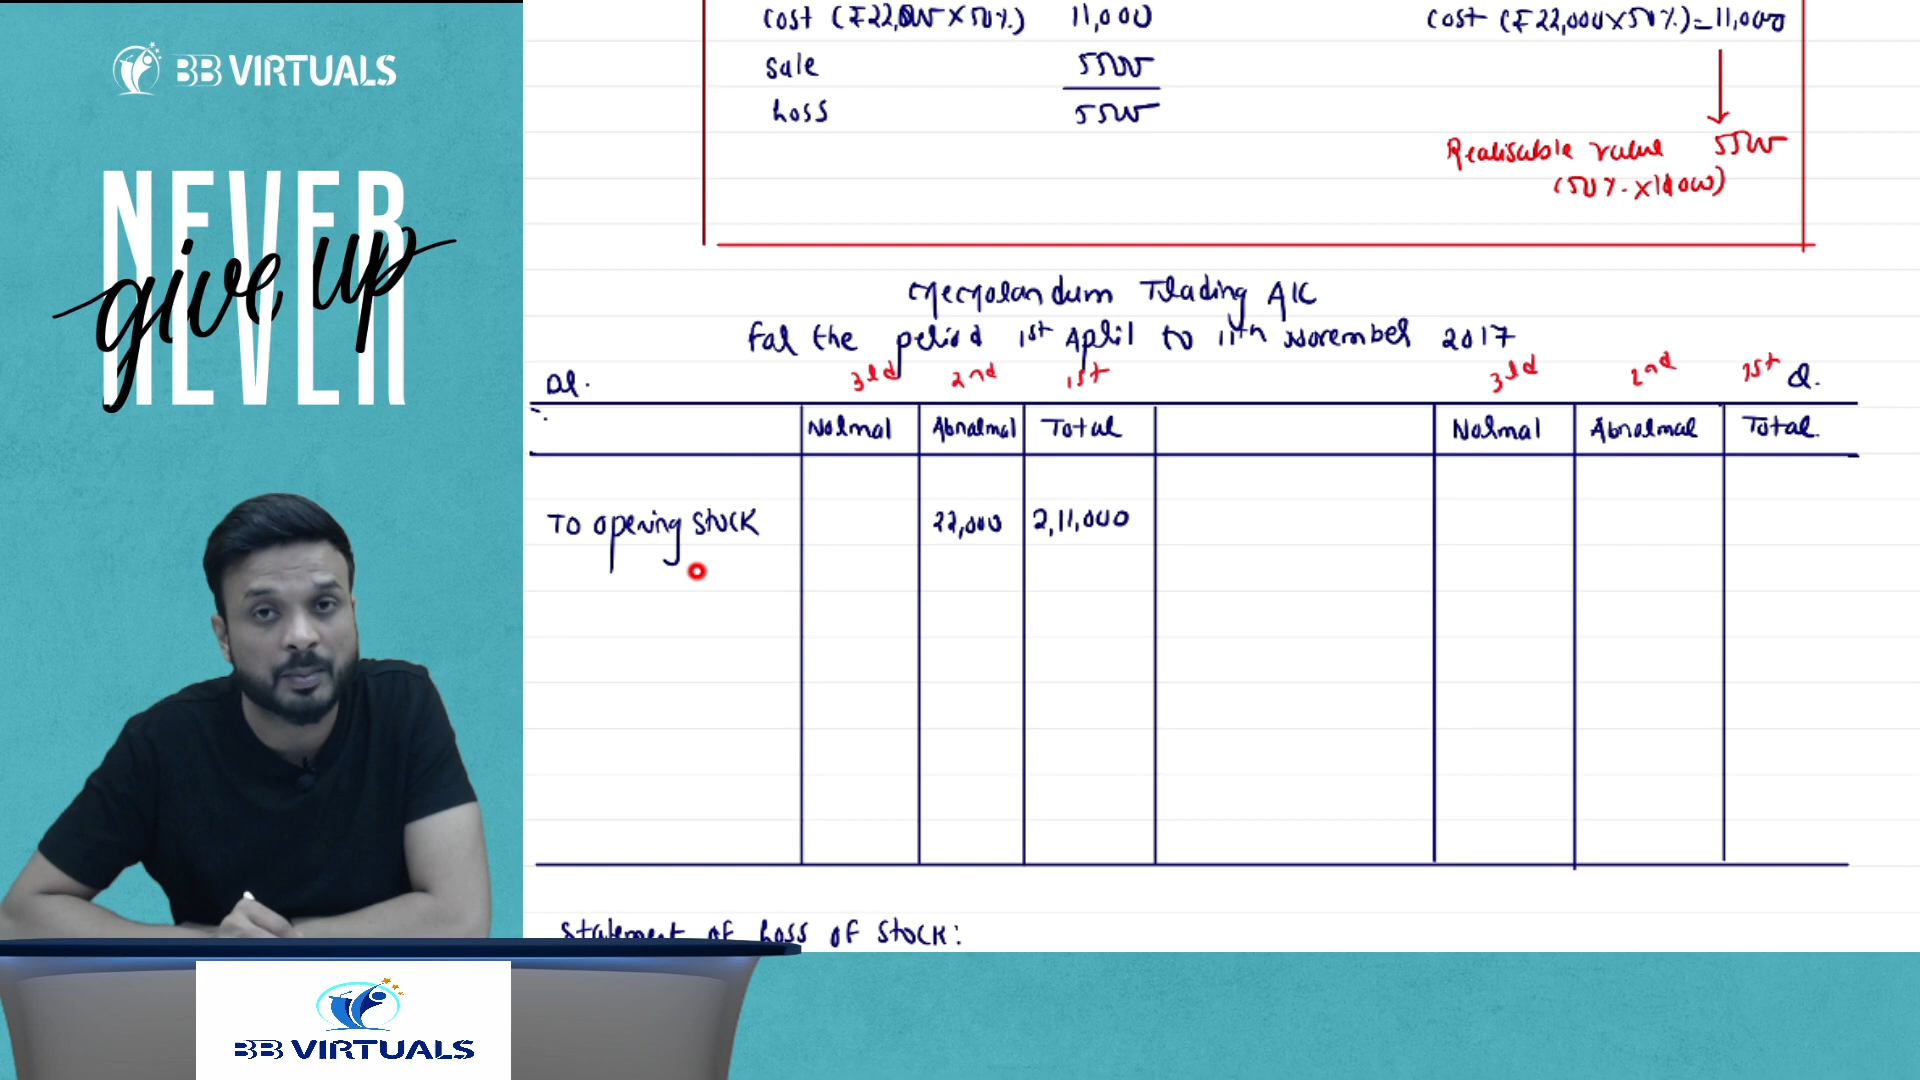 BB VIRTUALS
NEVER
give up
NEVER
Cost (₹22,000 × 50%) 11,000
Sale 5500
Loss 5500
Cost (₹22,000 × 50%) = 11,000
Realisable value 5500
(50% × 11000)
Memorandum Trading A/C
For the period 1st April to 11th November 2017
Dr. 3rd 2nd 1st 3rd 2nd 1st Cr.
Normal Abnormal Total Normal Abnormal Total
To opening stock 22,000 2,11,000
Statement of Loss of Stock:
BB VIRTUALS